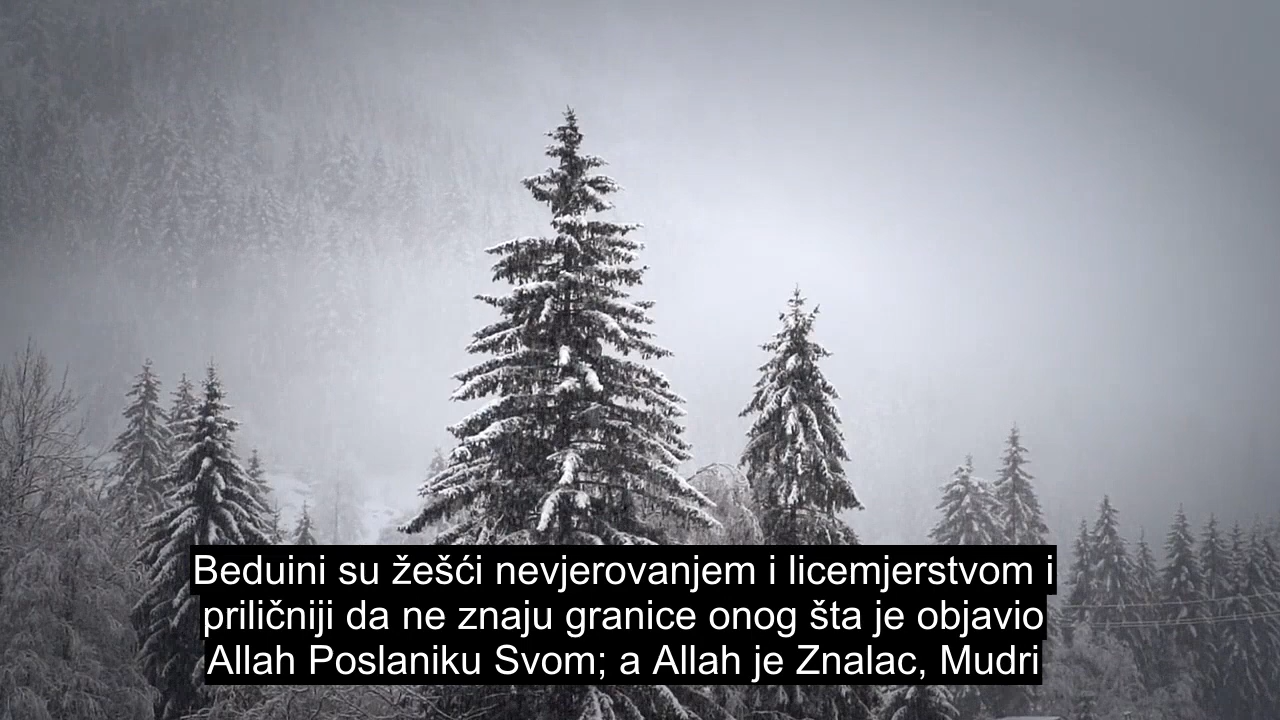 Beduini su žešći nevjerovanjem i licemjerstvom i
priličniji da ne znaju granice onog šta je objavio
Allah Poslaniku Svom; a Allah je Znalac, Mudri